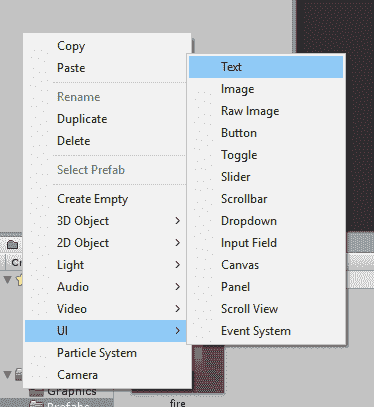 Copy
Paste
Rename
Duplicate
Delete
Select Prefab
Create Empty
3D Object
2D Object
Light
Audio
Video
UI
Particle System
Camera
Text
Image
Raw Image
Button
Toggle
Slider
Scrollbar
Dropdown
Input Field
Canvas
Panel
Scroll View
Event System
Graphics
fire